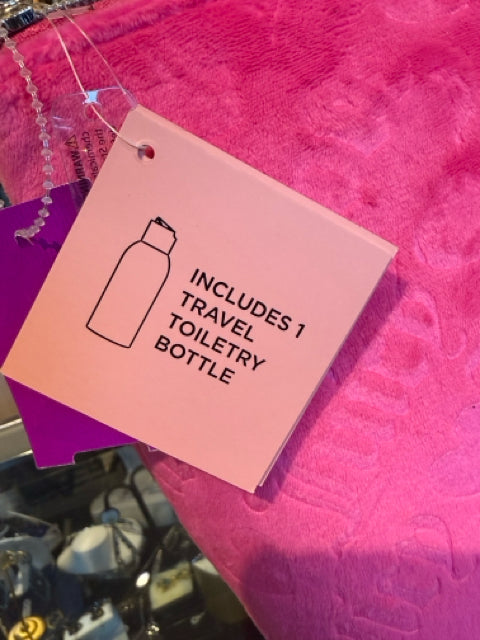 INCLUDES 1
TRAVEL
TOILETRY
BOTTLE